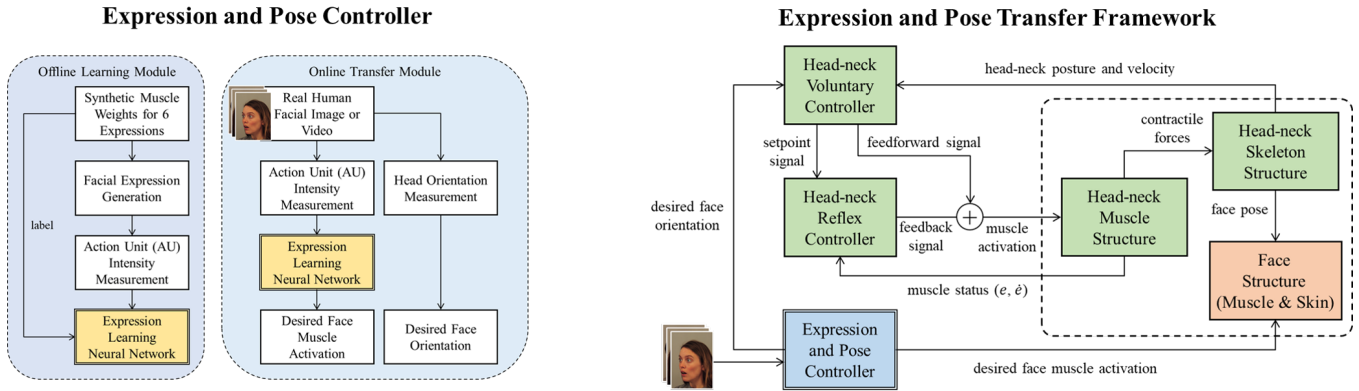 Expression and Pose Controller
Offline Learning Module
Synthetic Muscle
Weights for 6
Expressions
Facial Expression
Generation
label
Action Unit (AU)
Intensity
Measurement
Expression
Learning
Neural Network
Online Transfer Module
Real Human
Facial Image or
Video
Action Unit (AU)
Intensity
Measurement
Head Orientation
Measurement
Expression
Learning
Neural Network
Desired Face
Muscle
Activation
Desired Face
Orientation
Expression and Pose Transfer Framework
Head-neck
Voluntary
Controller
head-neck posture and velocity
setpoint
signal
feedforward signal
contractile
forces
Head-neck
Skeleton
Structure
desired face
orientation
Head-neck
Reflex
Controller
feedback
signal
+
muscle
activation
Head-neck
Muscle
Structure
face pose
muscle status (e, ė)
Face
Structure
(Muscle & Skin)
Expression
and Pose
Controller
desired face muscle activation